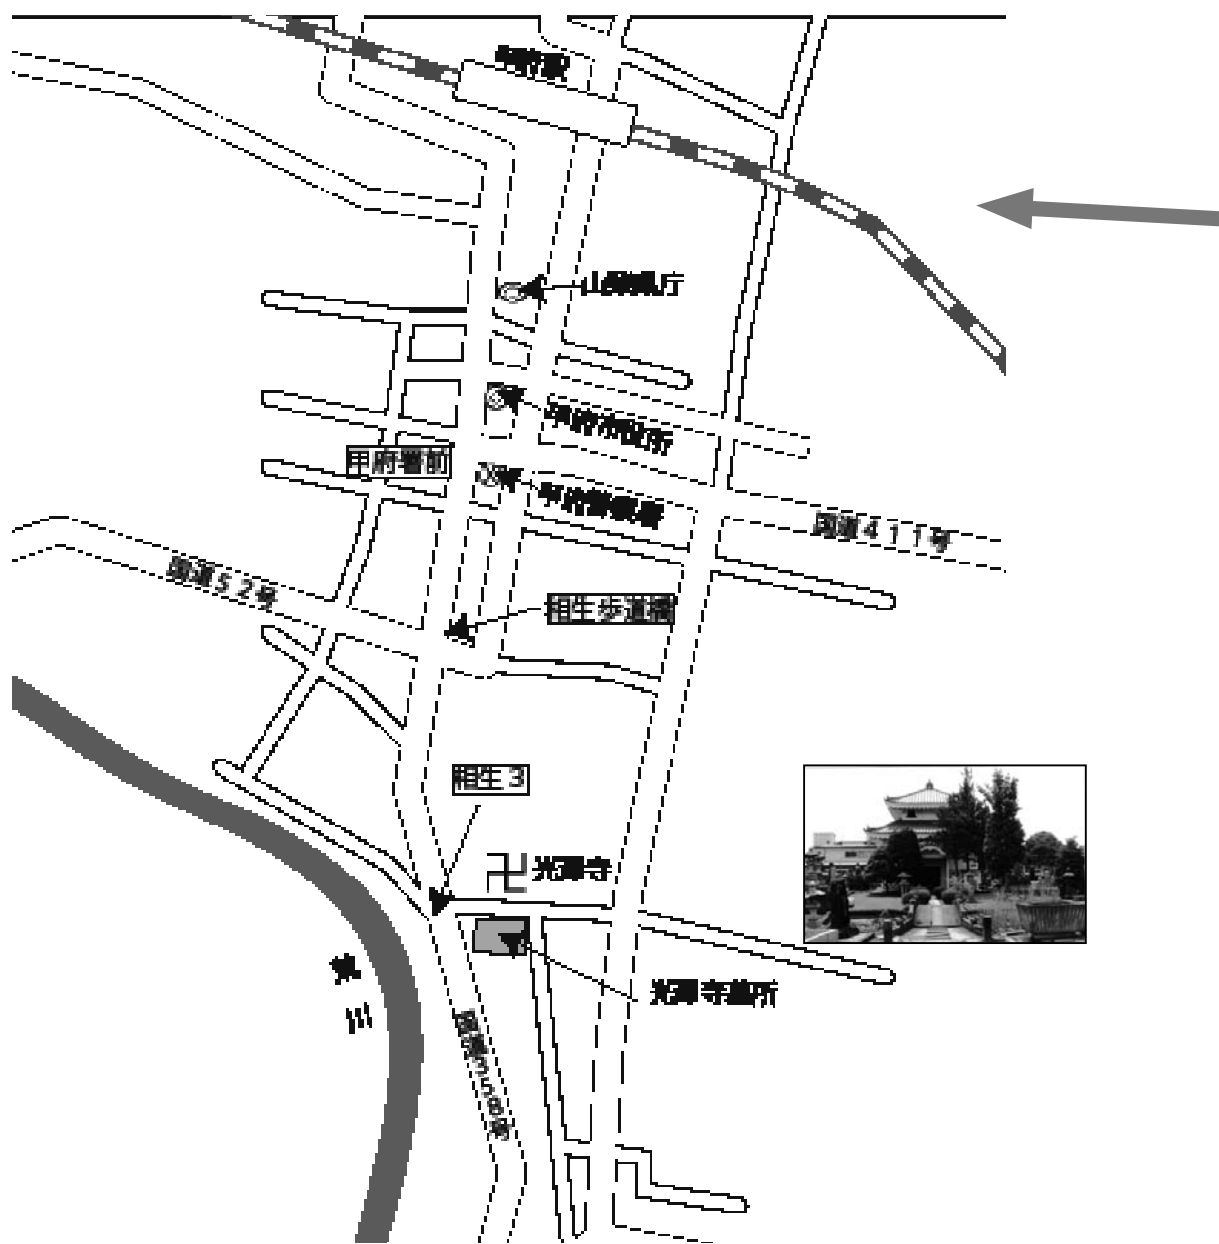 甲府駅
山梨県庁
甲府市役所
甲府署前
甲府警察署
国道411号
国道52号
相生歩道橋
相生3
卍 光澤寺
荒川
光澤寺墓所
国道358号